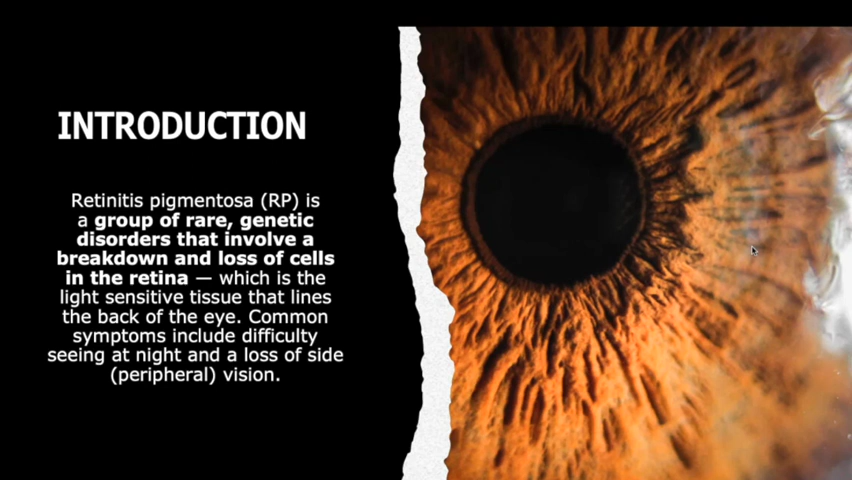 INTRODUCTION
Retinitis pigmentosa (RP) is
a group of rare, genetic
disorders that involve a
breakdown and loss of cells
in the retina — which is the
light sensitive tissue that lines
the back of the eye. Common
symptoms include difficulty
seeing at night and a loss of side
(peripheral) vision.